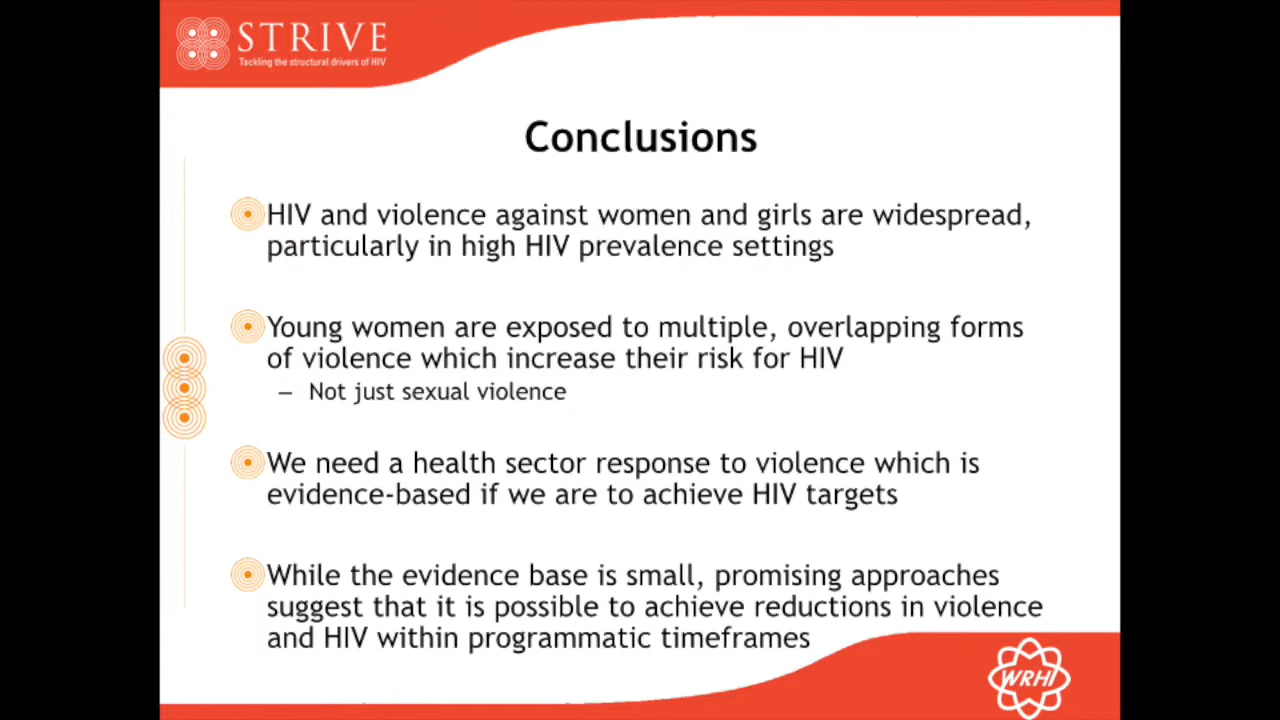 STRIVE
Tackling the structural drivers of HIV
Conclusions
HIV and violence against women and girls are widespread,
particularly in high HIV prevalence settings
Young women are exposed to multiple, overlapping forms
of violence which increase their risk for HIV
– Not just sexual violence
We need a health sector response to violence which is
evidence-based if we are to achieve HIV targets
While the evidence base is small, promising approaches
suggest that it is possible to achieve reductions in violence
and HIV within programmatic timeframes
WRHI